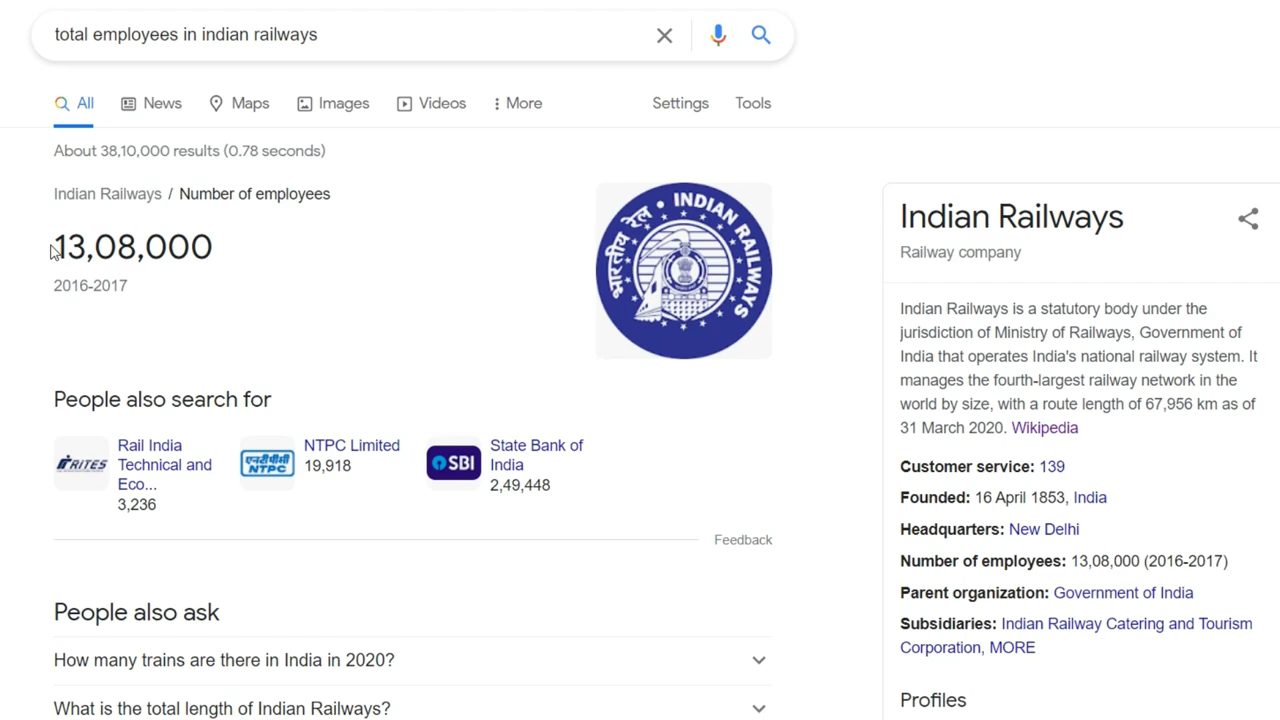 total employees in indian railways
All
News
Maps
Images
Videos
More
Settings
Tools
About 38,10,000 results (0.78 seconds)
Indian Railways / Number of employees
13,08,000
2016-2017
भारतीय रेल • INDIAN RAILWAYS
People also search for
RITES
Rail India
Technical and
Eco...
3,236
एनटीपीसी
NTPC
NTPC Limited
19,918
SBI
State Bank of
India
2,49,448
Feedback
People also ask
How many trains are there in India in 2020?
What is the total length of Indian Railways?
Indian Railways
Railway company
Indian Railways is a statutory body under the
jurisdiction of Ministry of Railways, Government of
India that operates India's national railway system. It
manages the fourth-largest railway network in the
world by size, with a route length of 67,956 km as of
31 March 2020. Wikipedia
Customer service: 139
Founded: 16 April 1853, India
Headquarters: New Delhi
Number of employees: 13,08,000 (2016-2017)
Parent organization: Government of India
Subsidiaries: Indian Railway Catering and Tourism
Corporation, MORE
Profiles